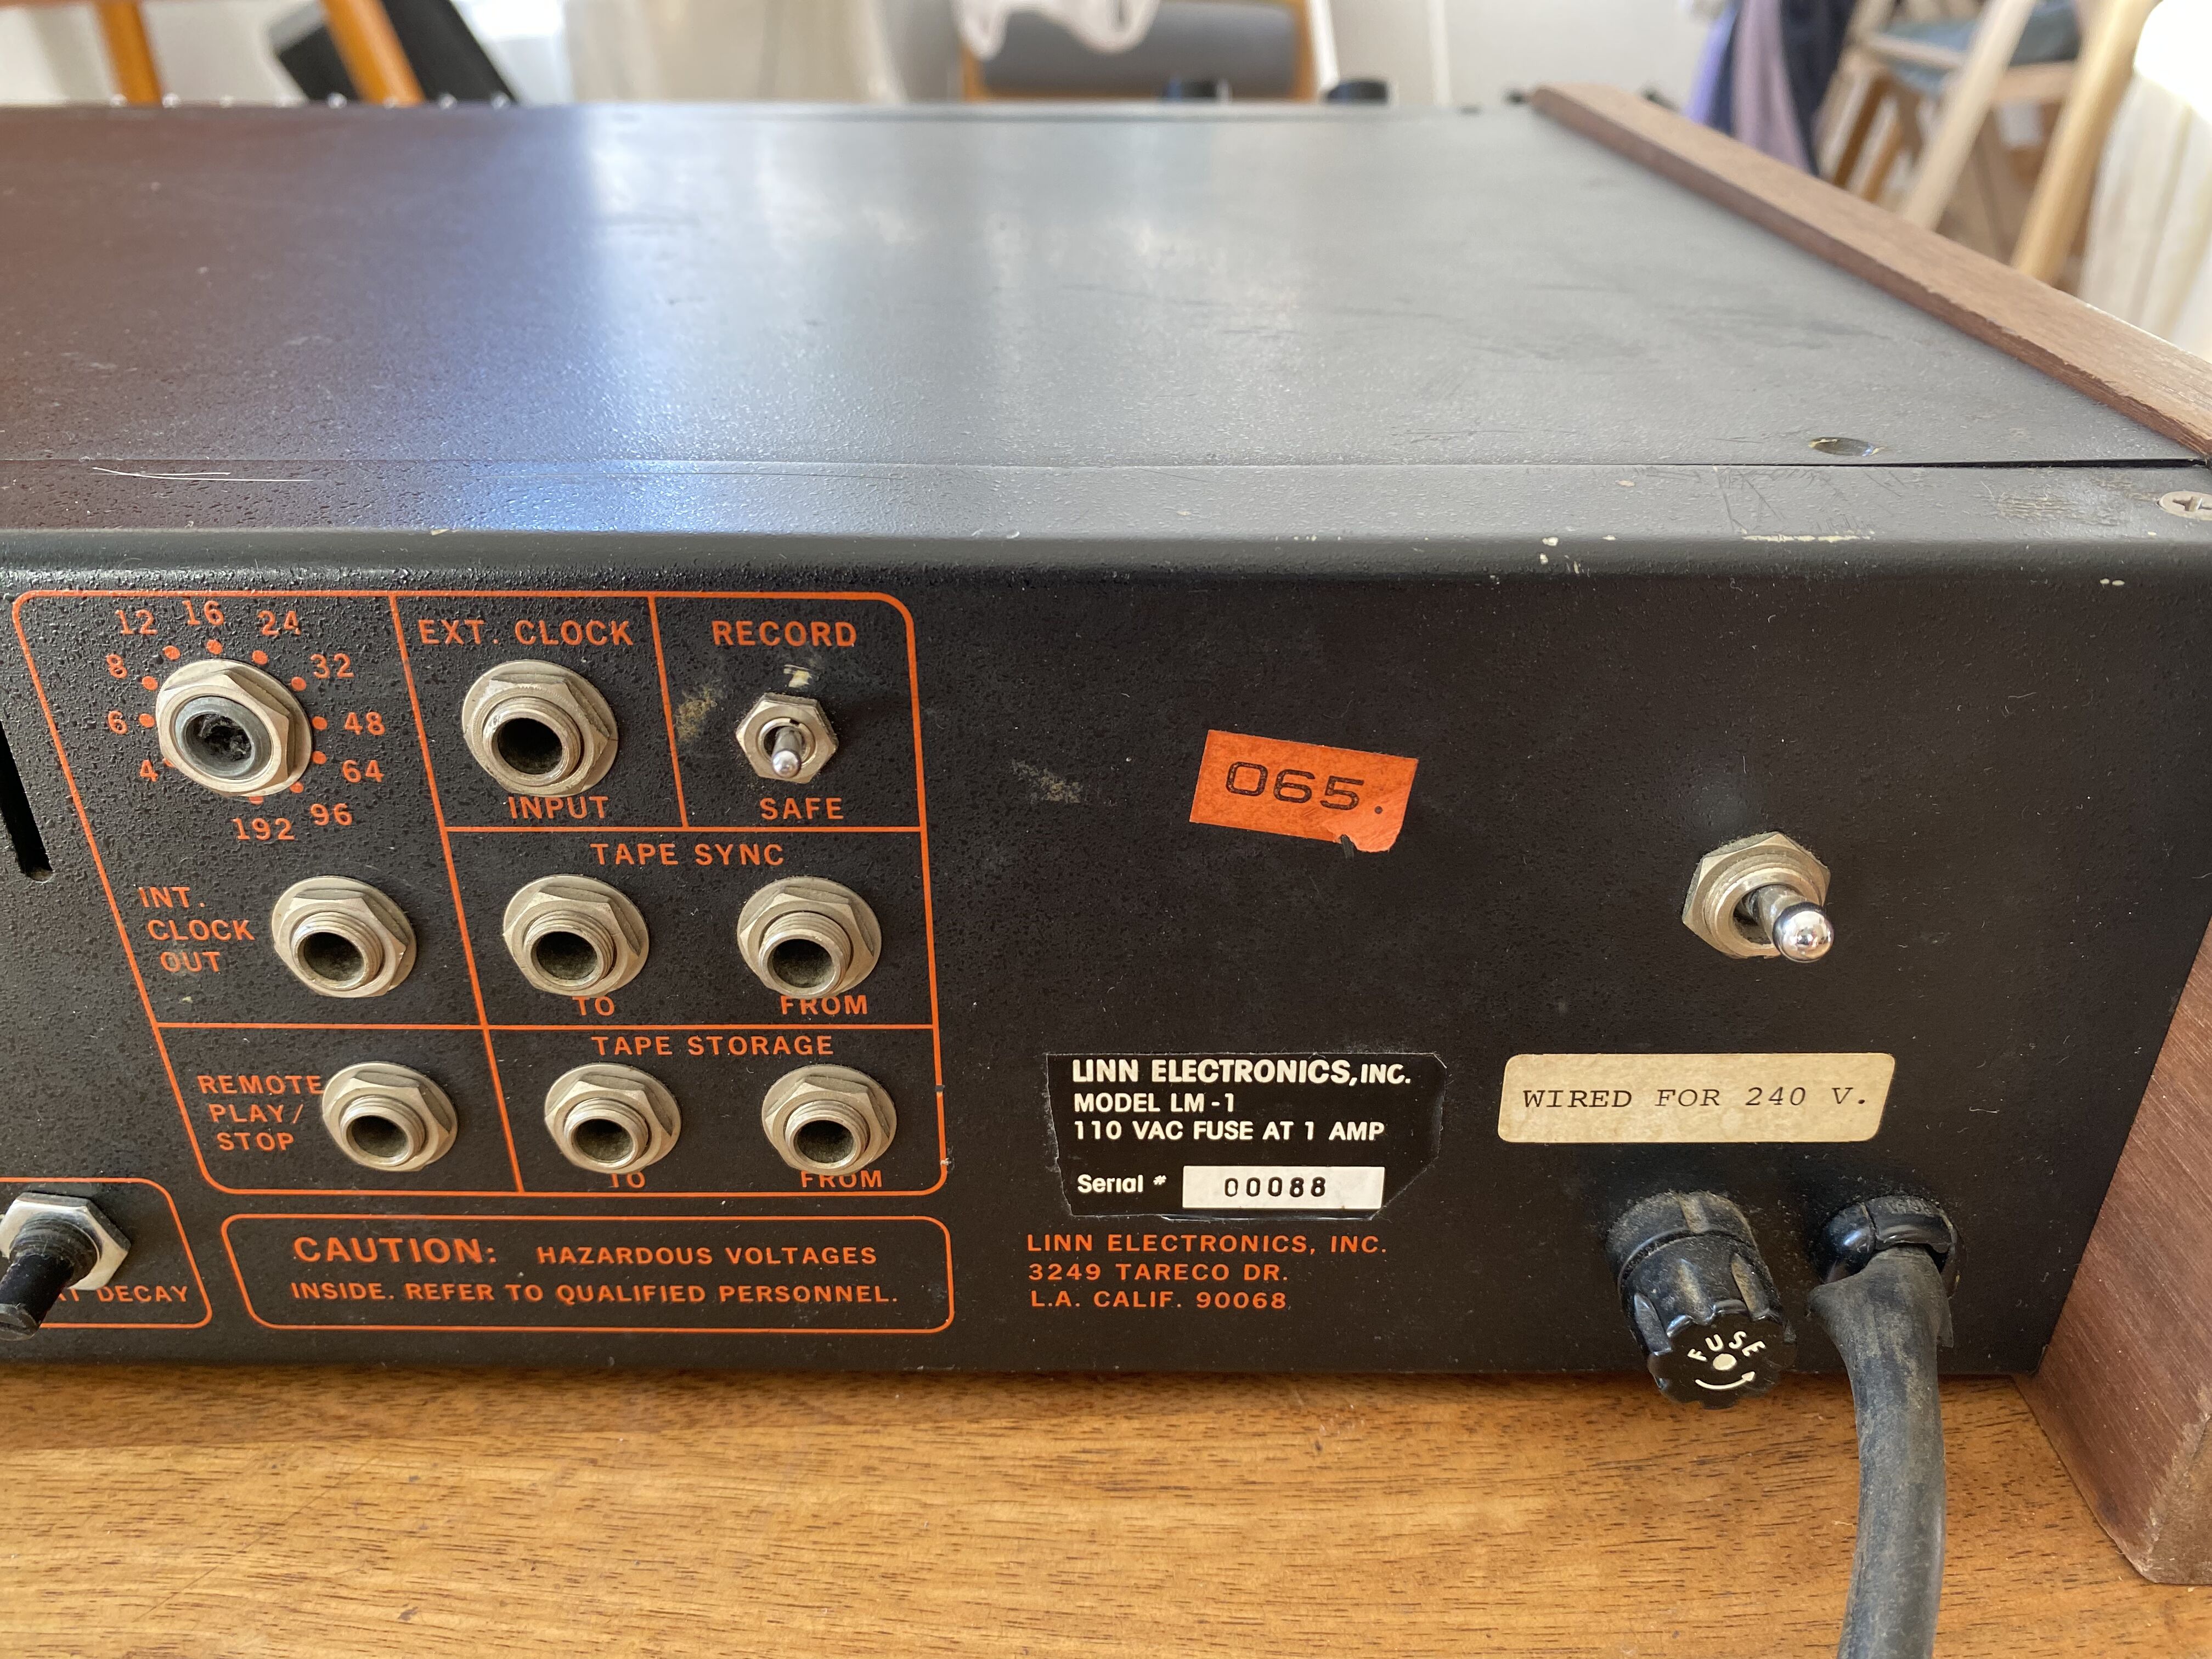 12 16 24
8 32
6 48
4 64
192 96
EXT. CLOCK
INPUT
RECORD
SAFE
INT.
CLOCK
OUT
TAPE SYNC
TO FROM
REMOTE
PLAY/
STOP
TAPE STORAGE
TO FROM
DECAY
CAUTION: HAZARDOUS VOLTAGES
INSIDE. REFER TO QUALIFIED PERSONNEL.
065.
LINN ELECTRONICS, INC.
MODEL LM-1
110 VAC FUSE AT 1 AMP
Serial # 00088
LINN ELECTRONICS, INC.
3249 TARECO DR.
L.A. CALIF. 90068
WIRED FOR 240 V.
FUSE